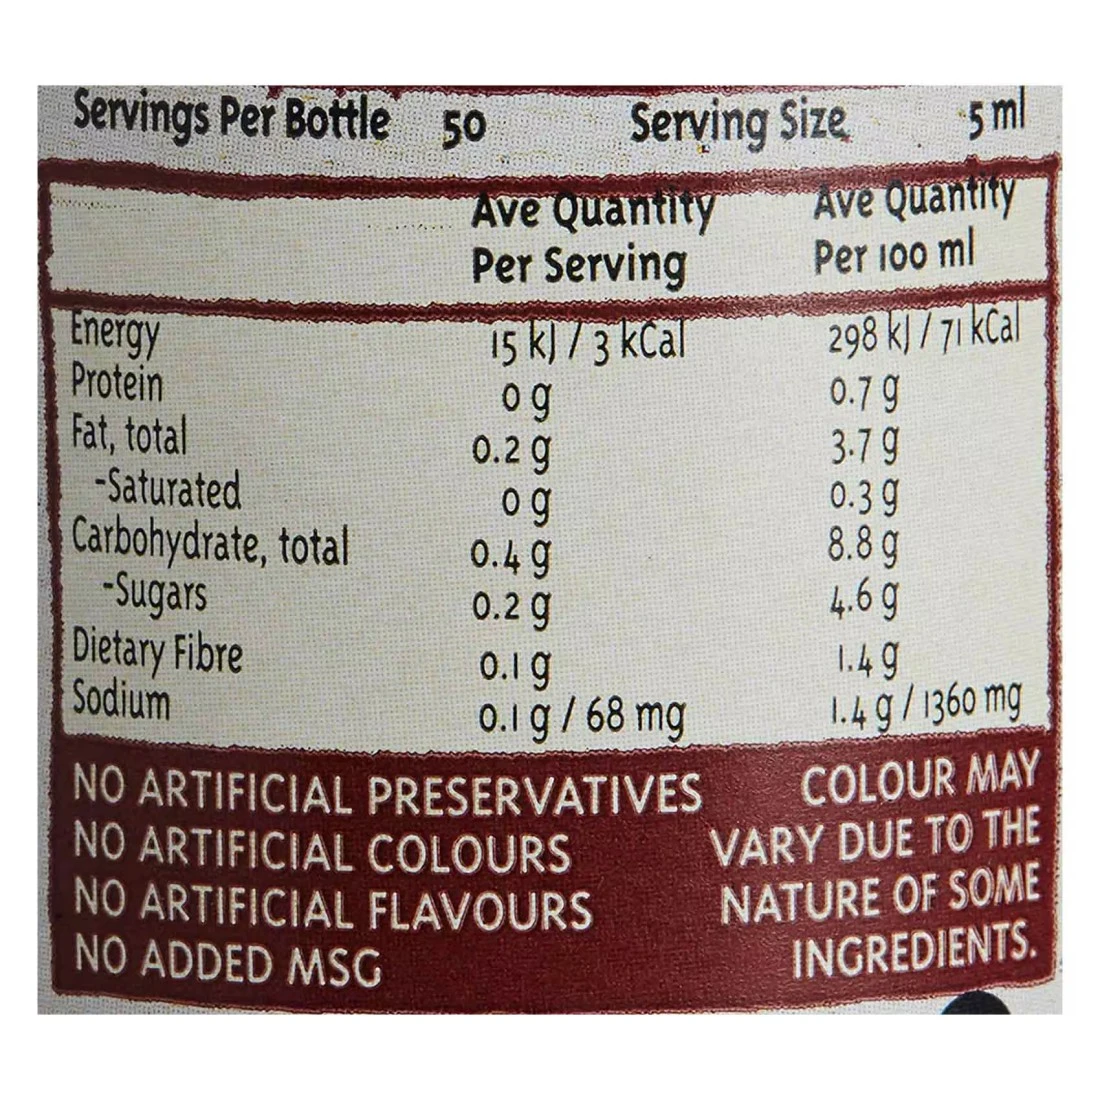 Servings Per Bottle 50 Serving Size 5 ml
Ave Quantity Ave Quantity
Per Serving Per 100 ml
Energy 15 kJ / 3 kCal 298 kJ / 71 kCal
Protein 0 g 0.7 g
Fat, total 0.2 g 3.7 g
-Saturated 0 g 0.3 g
Carbohydrate, total 0.4 g 8.8 g
-Sugars 0.2 g 4.6 g
Dietary Fibre 0.1 g 1.4 g
Sodium 0.1 g / 68 mg 1.4 g / 1360 mg
NO ARTIFICIAL PRESERVATIVES
NO ARTIFICIAL COLOURS
NO ARTIFICIAL FLAVOURS
NO ADDED MSG
COLOUR MAY
VARY DUE TO THE
NATURE OF SOME
INGREDIENTS.